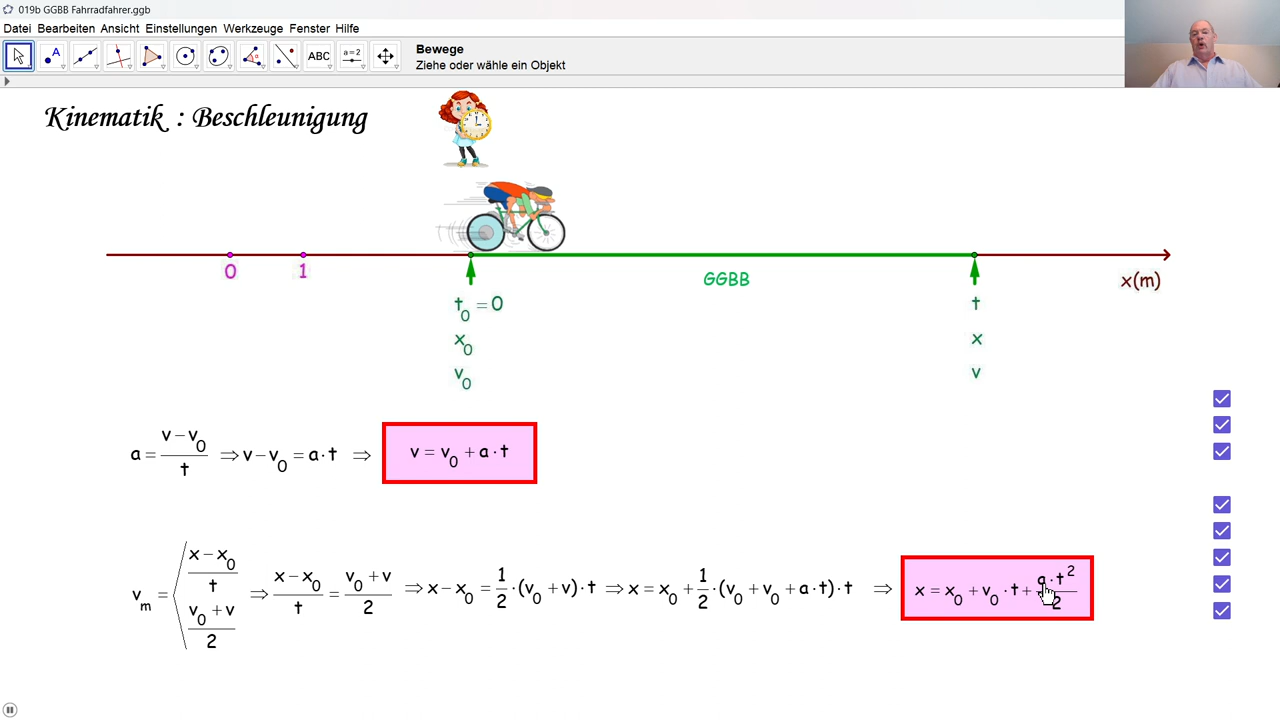 019b GGBB Fahrradfahrer.ggb
Datei Bearbeiten Ansicht Einstellungen Werkzeuge Fenster Hilfe
A ABC a=2
Bewege
Ziehe oder wähle ein Objekt
Kinematik : Beschleunigung
0 1
GGBB
x(m)
t₀ = 0 t
x₀ x
v₀ v
a = (v − v₀)/t ⇒ v − v₀ = a · t ⇒ v = v₀ + a · t
vₘ = ⟨ (x − x₀)/t (v₀ + v)/2 ⇒ (x − x₀)/t = (v₀ + v)/2 ⇒ x − x₀ = 1/2 · (v₀ + v) · t ⇒ x = x₀ + 1/2 · (v₀ + v₀ + a · t) · t ⇒ x = x₀ + v₀ · t + (a · t²)/2